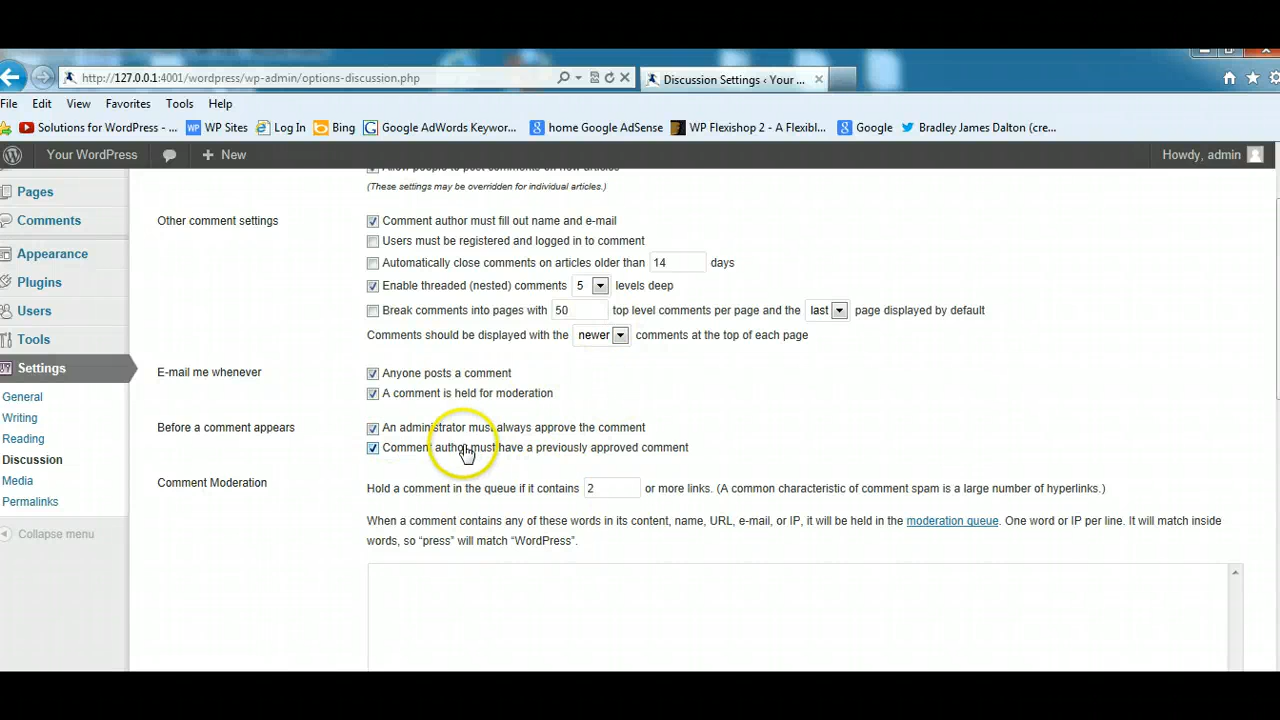 http://127.0.0.1:4001/wordpress/wp-admin/options-discussion.php
Discussion Settings ‹ Your ...
File Edit View Favorites Tools Help
Solutions for WordPress - ... WP Sites Log In Bing Google AdWords Keywor... home Google AdSense WP Flexishop 2 - A Flexibl... Google Bradley James Dalton (cre...
Your WordPress + New Howdy, admin
Allow people to post comments on new articles
Pages
(These settings may be overridden for individual articles.)
Comments
Other comment settings
Comment author must fill out name and e-mail
Users must be registered and logged in to comment
Automatically close comments on articles older than 14 days
Enable threaded (nested) comments 5 levels deep
Break comments into pages with 50 top level comments per page and the last page displayed by default
Comments should be displayed with the newer comments at the top of each page
Appearance
Plugins
Users
Tools
Settings
General
Writing
Reading
Discussion
Media
Permalinks
Collapse menu
E-mail me whenever
Anyone posts a comment
A comment is held for moderation
Before a comment appears
An administrator must always approve the comment
Comment author must have a previously approved comment
Comment Moderation
Hold a comment in the queue if it contains 2 or more links. (A common characteristic of comment spam is a large number of hyperlinks.)
When a comment contains any of these words in its content, name, URL, e-mail, or IP, it will be held in the moderation queue. One word or IP per line. It will match inside
words, so “press” will match “WordPress”.